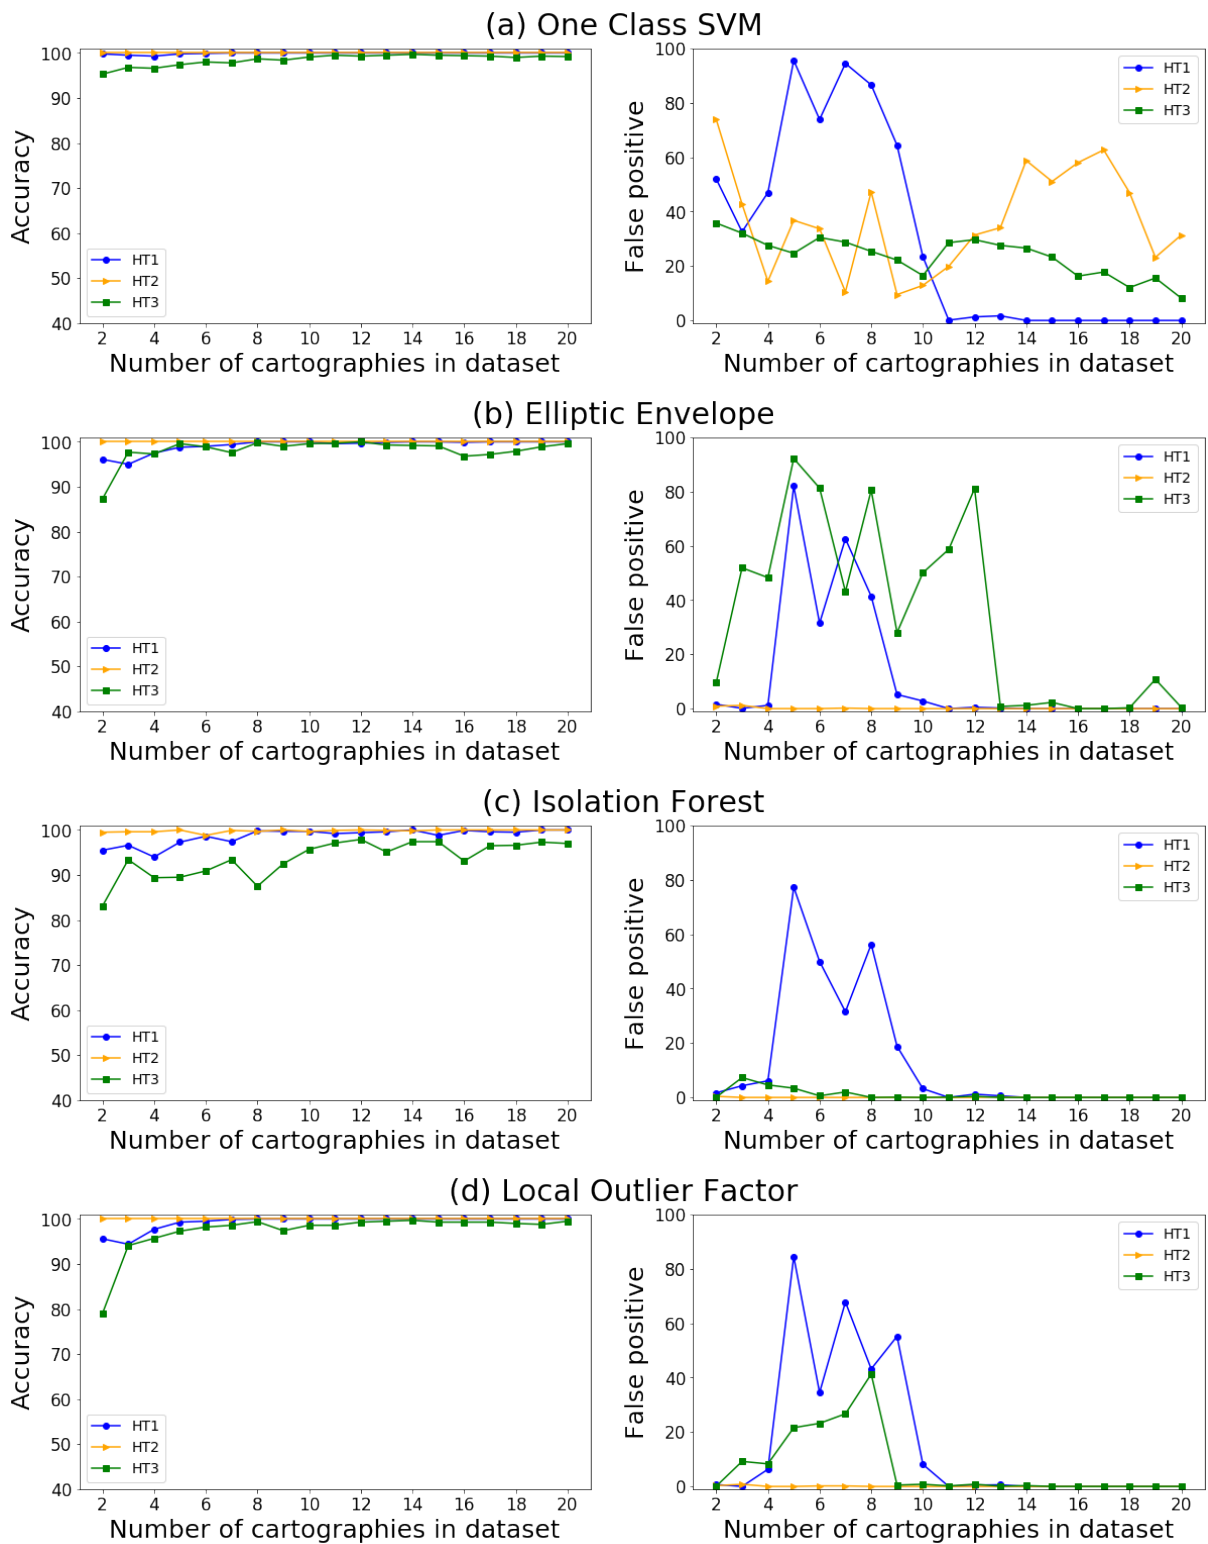 (a) One Class SVM
Accuracy
100
90
80
70
60
50
40
HT1
HT2
HT3
2 4 6 8 10 12 14 16 18 20
Number of cartographies in dataset
False positive
100
80
60
40
20
0
HT1
HT2
HT3
2 4 6 8 10 12 14 16 18 20
Number of cartographies in dataset
(b) Elliptic Envelope
Accuracy
100
90
80
70
60
50
40
HT1
HT2
HT3
2 4 6 8 10 12 14 16 18 20
Number of cartographies in dataset
False positive
100
80
60
40
20
0
HT1
HT2
HT3
2 4 6 8 10 12 14 16 18 20
Number of cartographies in dataset
(c) Isolation Forest
Accuracy
100
90
80
70
60
50
40
HT1
HT2
HT3
2 4 6 8 10 12 14 16 18 20
Number of cartographies in dataset
False positive
100
80
60
40
20
0
HT1
HT2
HT3
2 4 6 8 10 12 14 16 18 20
Number of cartographies in dataset
(d) Local Outlier Factor
Accuracy
100
90
80
70
60
50
40
HT1
HT2
HT3
2 4 6 8 10 12 14 16 18 20
Number of cartographies in dataset
False positive
100
80
60
40
20
0
HT1
HT2
HT3
2 4 6 8 10 12 14 16 18 20
Number of cartographies in dataset